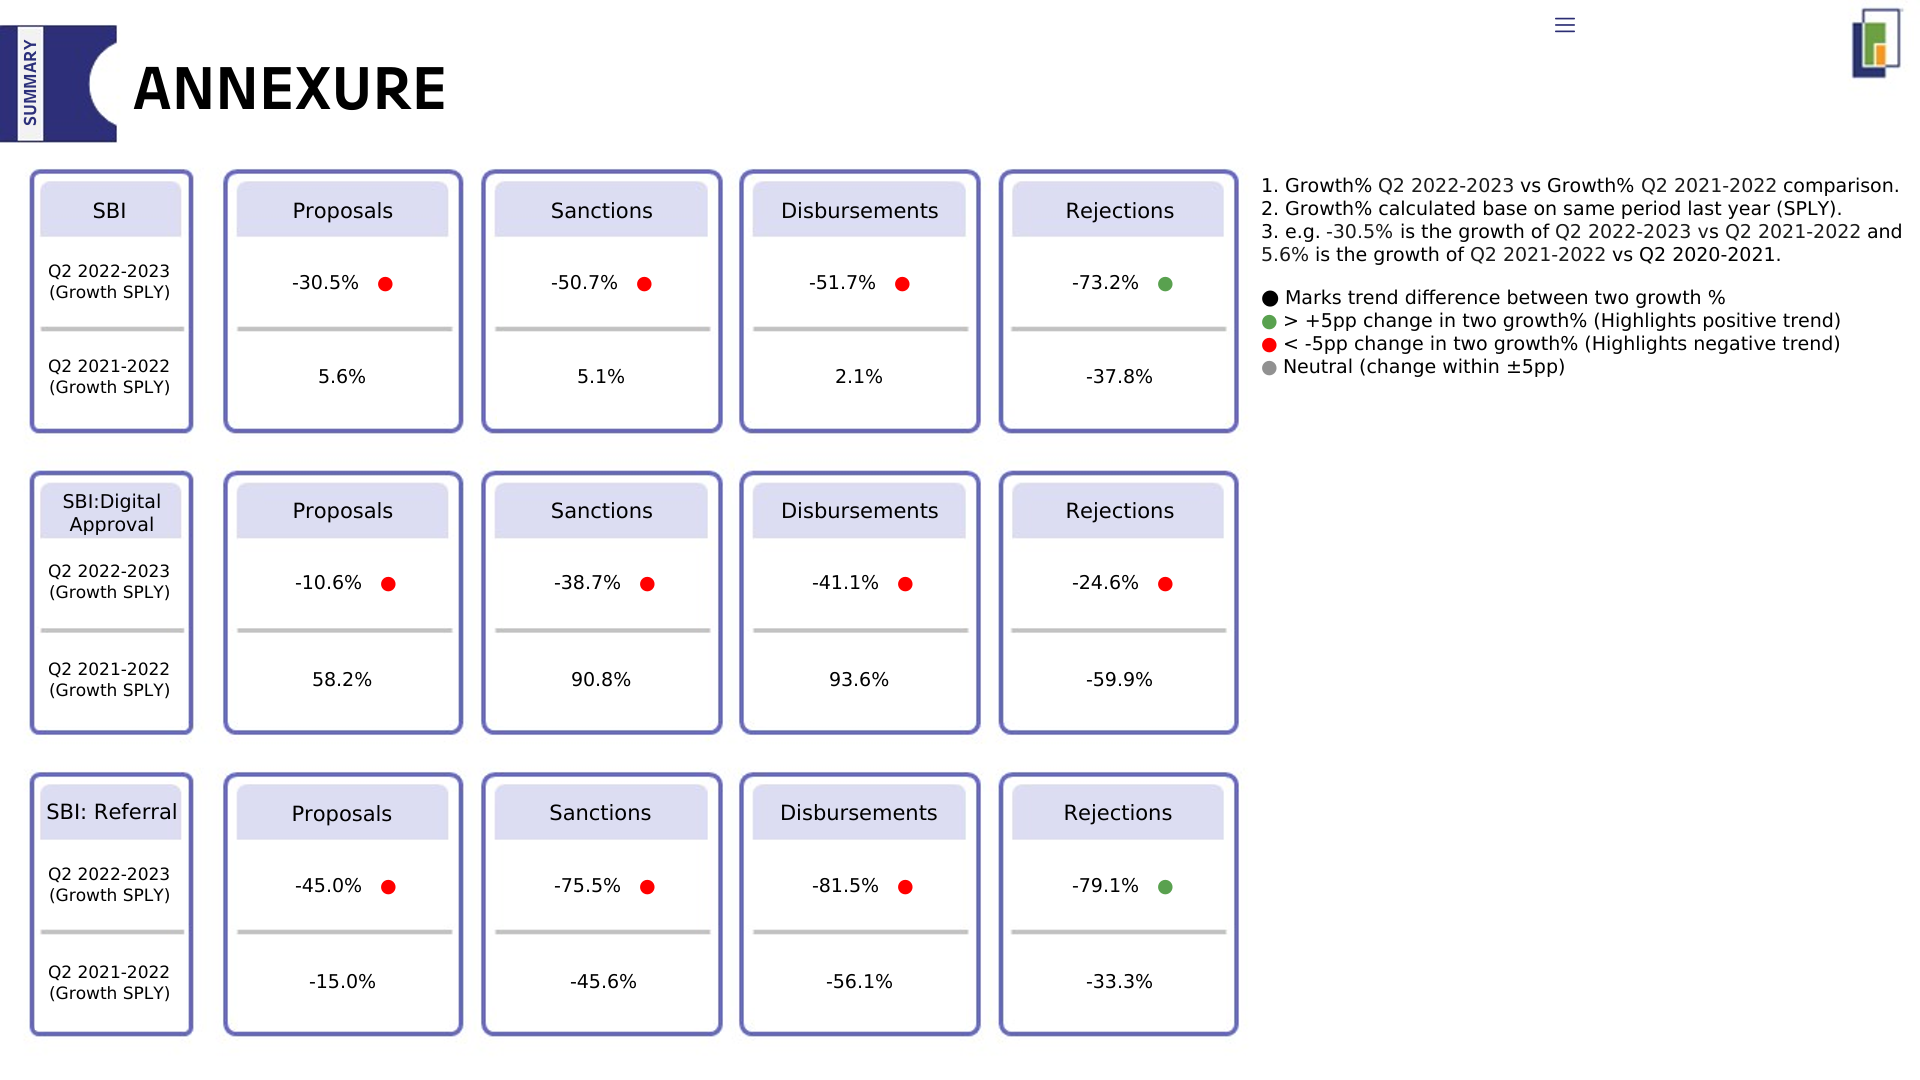 SUMMARY
ANNEXURE
SBI
Proposals
Sanctions
Disbursements
Rejections
Q2 2022-2023
(Growth SPLY)
-30.5%
-50.7%
-51.7%
-73.2%
Q2 2021-2022
(Growth SPLY)
5.6%
5.1%
2.1%
-37.8%
1. Growth% Q2 2022-2023 vs Growth% Q2 2021-2022 comparison.
2. Growth% calculated base on same period last year (SPLY).
3. e.g. -30.5% is the growth of Q2 2022-2023 vs Q2 2021-2022 and
5.6% is the growth of Q2 2021-2022 vs Q2 2020-2021.
Marks trend difference between two growth %
> +5pp change in two growth% (Highlights positive trend)
< -5pp change in two growth% (Highlights negative trend)
Neutral (change within ±5pp)
SBI:Digital
Approval
Proposals
Sanctions
Disbursements
Rejections
Q2 2022-2023
(Growth SPLY)
-10.6%
-38.7%
-41.1%
-24.6%
Q2 2021-2022
(Growth SPLY)
58.2%
90.8%
93.6%
-59.9%
SBI: Referral
Proposals
Sanctions
Disbursements
Rejections
Q2 2022-2023
(Growth SPLY)
-45.0%
-75.5%
-81.5%
-79.1%
Q2 2021-2022
(Growth SPLY)
-15.0%
-45.6%
-56.1%
-33.3%